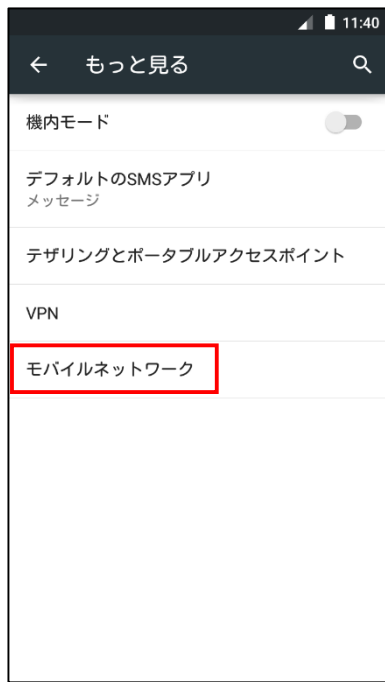 11:40
もっと見る
機内モード
デフォルトのSMSアプリ
メッセージ
テザリングとポータブルアクセスポイント
VPN
モバイルネットワーク